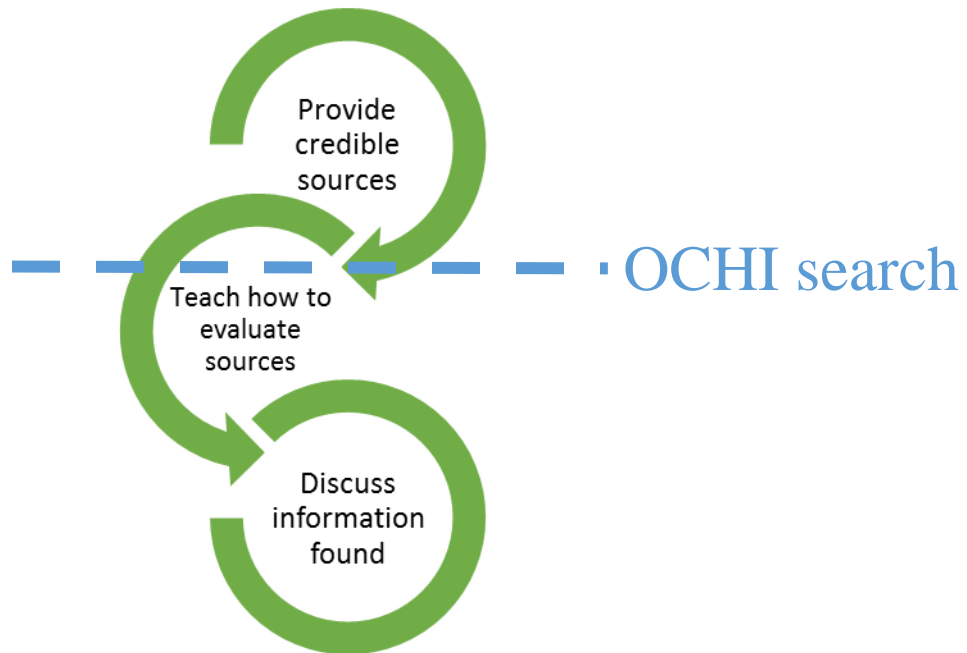 Provide
credible
sources
OCHI search
Teach how to
evaluate
sources
Discuss
information
found